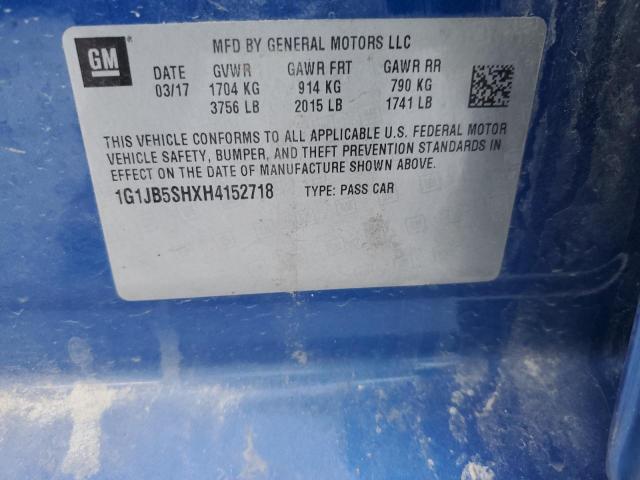 GM
MFD BY GENERAL MOTORS LLC
DATE GVWR GAWR FRT GAWR RR
03/17 1704 KG 914 KG 790 KG
3756 LB 2015 LB 1741 LB
THIS VEHICLE CONFORMS TO ALL APPLICABLE U.S. FEDERAL MOTOR
VEHICLE SAFETY, BUMPER, AND THEFT PREVENTION STANDARDS IN
EFFECT ON THE DATE OF MANUFACTURE SHOWN ABOVE.
1G1JB5SHXH4152718 TYPE: PASS CAR